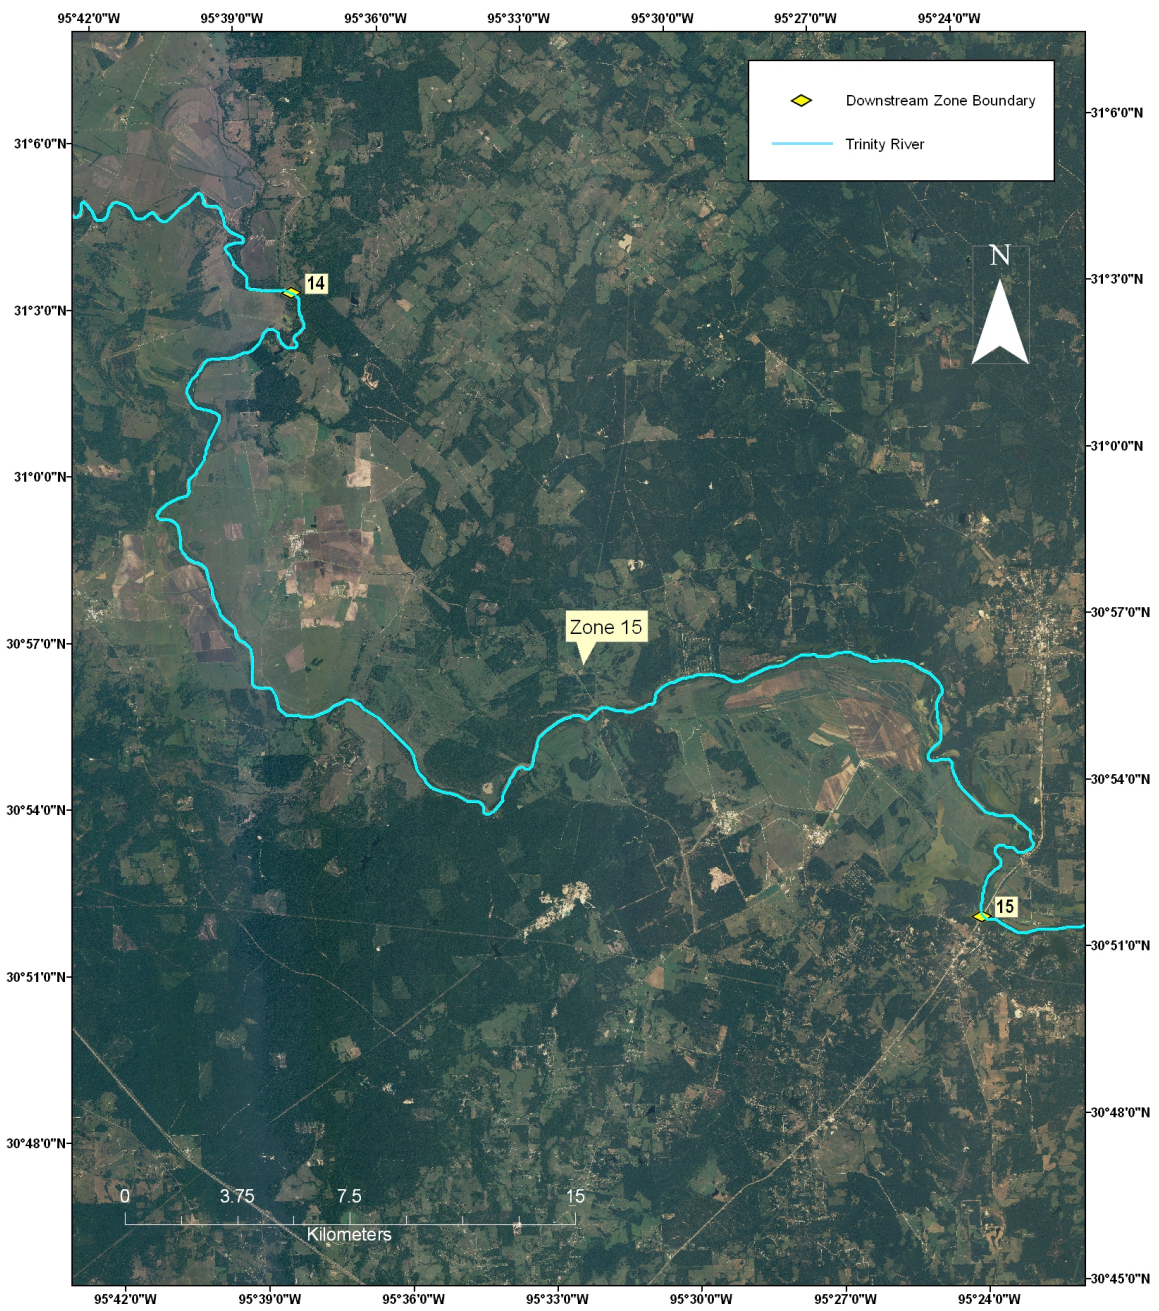 95°42'0"W 95°39'0"W 95°36'0"W 95°33'0"W 95°30'0"W 95°27'0"W 95°24'0"W
Downstream Zone Boundary
Trinity River
31°6'0"N
31°6'0"N
N
14
31°3'0"N
31°3'0"N
31°0'0"N
31°0'0"N
30°57'0"N
Zone 15
30°57'0"N
30°54'0"N
30°54'0"N
15
30°51'0"N
30°51'0"N
30°48'0"N
30°48'0"N
0 3.75 7.5 15
Kilometers
30°45'0"N
95°42'0"W 95°39'0"W 95°36'0"W 95°33'0"W 95°30'0"W 95°27'0"W 95°24'0"W